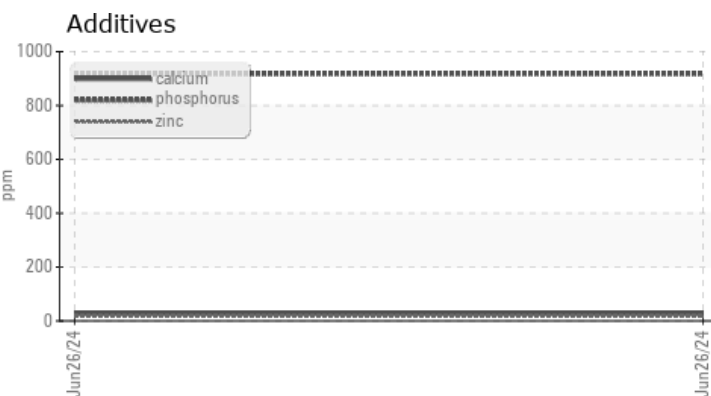 Additives
1000
calcium
800
phosphorus
zinc
600
ppm
400
200
0
Jun26/24
Jun26/24